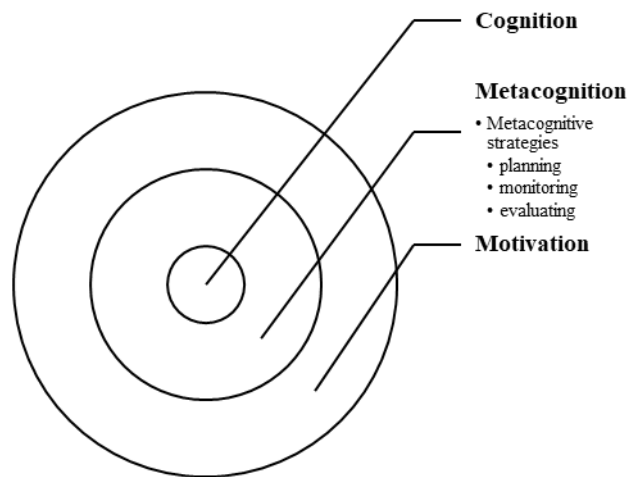 Cognition
Metacognition
• Metacognitive
strategies
• planning
• monitoring
• evaluating
Motivation